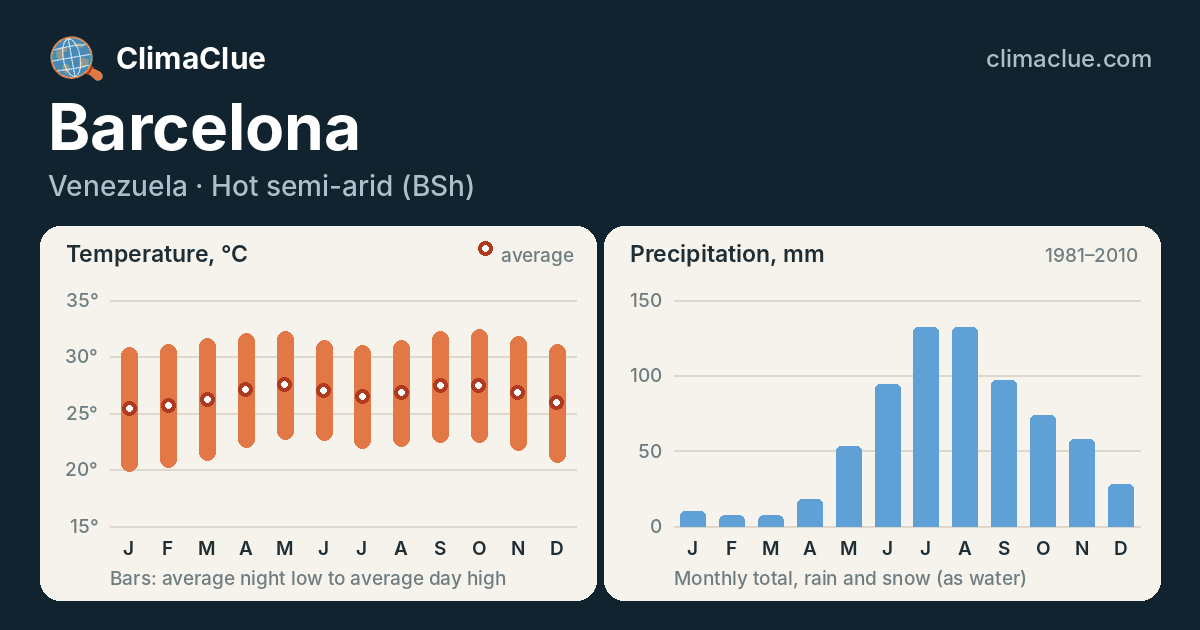 ClimaClue
climaclue.com
Barcelona
Venezuela · Hot semi-arid (BSh)
Temperature, °C
average
35°
30°
25°
20°
15°
J F M A M J J A S O N D
Bars: average night low to average day high
Precipitation, mm
1981–2010
150
100
50
0
J F M A M J J A S O N D
Monthly total, rain and snow (as water)